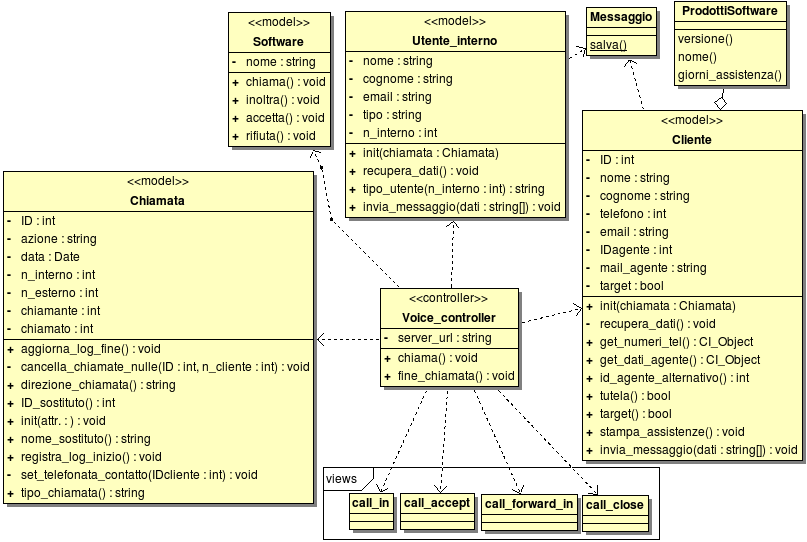 <<model>>
Software
- nome : string
+ chiama() : void
+ inoltra() : void
+ accetta() : void
+ rifiuta() : void
<<model>>
Utente_interno
- nome : string
- cognome : string
- email : string
- tipo : string
- n_interno : int
+ init(chiamata : Chiamata)
+ recupera_dati() : void
+ tipo_utente(n_interno : int) : string
+ invia_messaggio(dati : string[]) : void
Messaggio
salva()
ProdottiSoftware
versione()
nome()
giorni_assistenza()
<<model>>
Chiamata
- ID : int
- azione : string
- data : Date
- n_interno : int
- n_esterno : int
- chiamante : int
- chiamato : int
+ aggiorna_log_fine() : void
- cancella_chiamate_nulle(ID : int, n_cliente : int) : void
+ direzione_chiamata() : string
+ ID_sostituto() : int
+ init(attr. : ) : void
+ nome_sostituto() : string
+ registra_log_inizio() : void
- set_telefonata_contatto(IDcliente : int) : void
+ tipo_chiamata() : string
<<model>>
Cliente
- ID : int
- nome : string
- cognome : string
- telefono : int
- email : string
- IDagente : int
- mail_agente : string
- target : bool
+ init(chiamata : Chiamata)
- recupera_dati() : void
+ get_numeri_tel() : CI_Object
+ get_dati_agente() : CI_Object
+ id_agente_alternativo() : int
+ tutela() : bool
+ target() : bool
+ stampa_assistenze() : void
+ invia_messaggio(dati : string[]) : void
<<controller>>
Voice_controller
- server_url : string
+ chiama() : void
+ fine_chiamata() : void
views
call_in
call_accept
call_forward_in
call_close